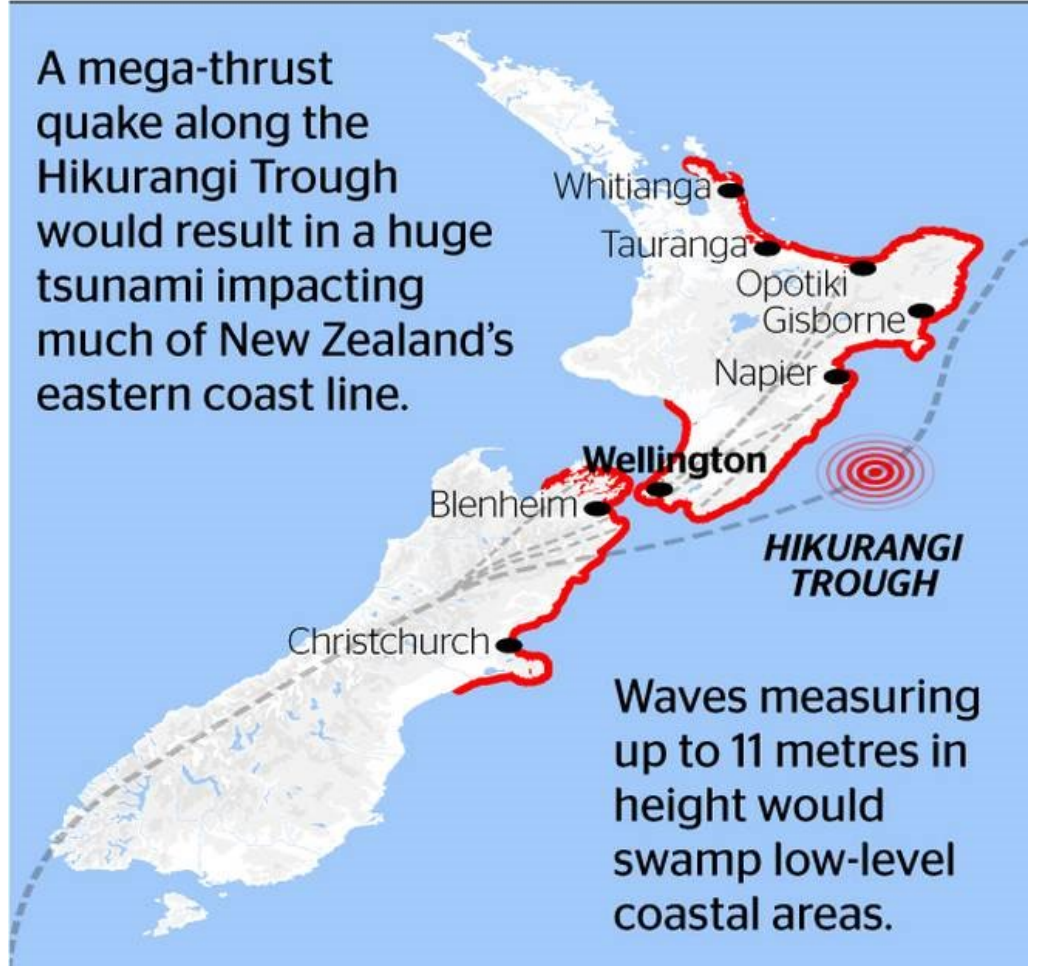 A mega-thrust
quake along the
Hikurangi Trough
would result in a huge
tsunami impacting
much of New Zealand's
eastern coast line.
Whitianga
Tauranga
Opotiki
Gisborne
Napier
Wellington
Blenheim
HIKURANGI
TROUGH
Christchurch
Waves measuring
up to 11 metres in
height would
swamp low-level
coastal areas.